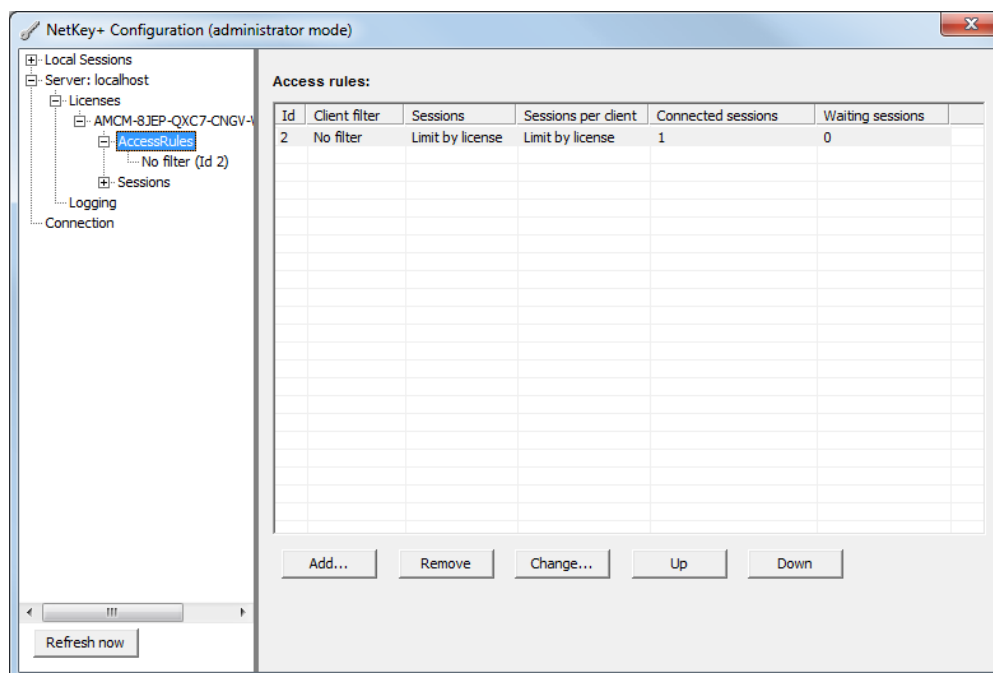 NetKey+ Configuration (administrator mode)
Local Sessions
Server: localhost
Licenses
AMCM-8JEP-QXC7-CNGV-
AccessRules
No filter (Id 2)
Sessions
Logging
Connection
Refresh now
Access rules:
Id Client filter Sessions Sessions per client Connected sessions Waiting sessions
2 No filter Limit by license Limit by license 1 0
Add... Remove Change... Up Down